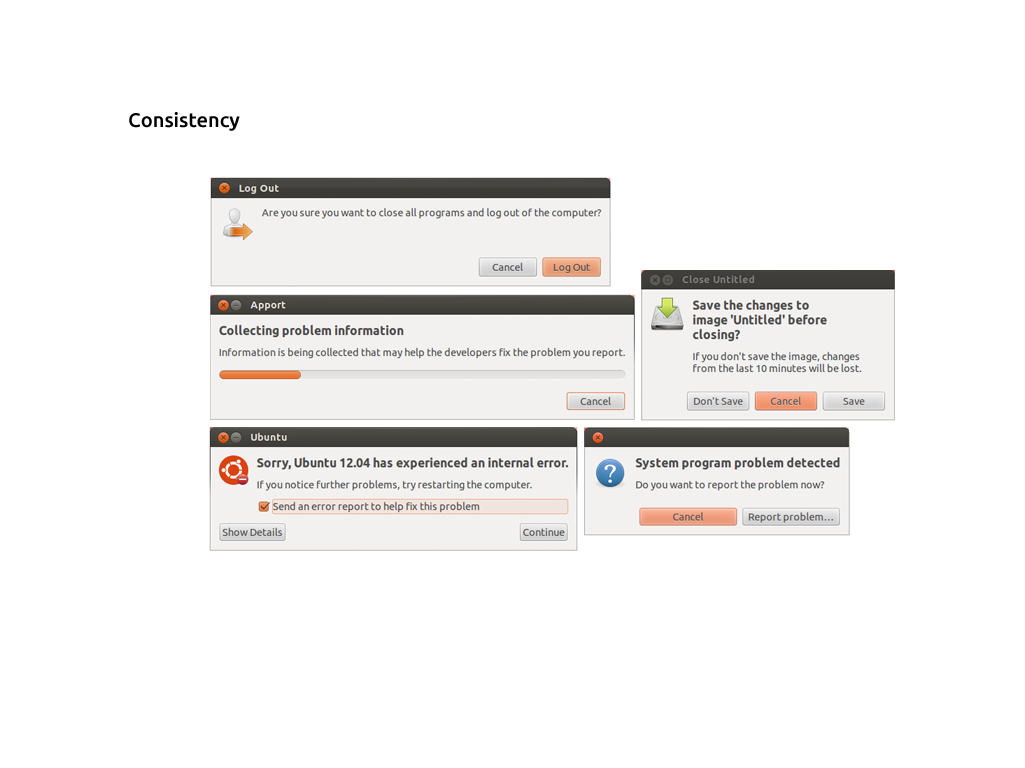 Consistency
Log Out
Are you sure you want to close all programs and log out of the computer?
Cancel
Log Out
Apport
Collecting problem information
Information is being collected that may help the developers fix the problem you report.
Cancel
Close Untitled
Save the changes to
image 'Untitled' before
closing?
If you don't save the image, changes
from the last 10 minutes will be lost.
Don't Save
Cancel
Save
Ubuntu
Sorry, Ubuntu 12.04 has experienced an internal error.
If you notice further problems, try restarting the computer.
Send an error report to help fix this problem
Show Details
Continue
System program problem detected
Do you want to report the problem now?
Cancel
Report problem...